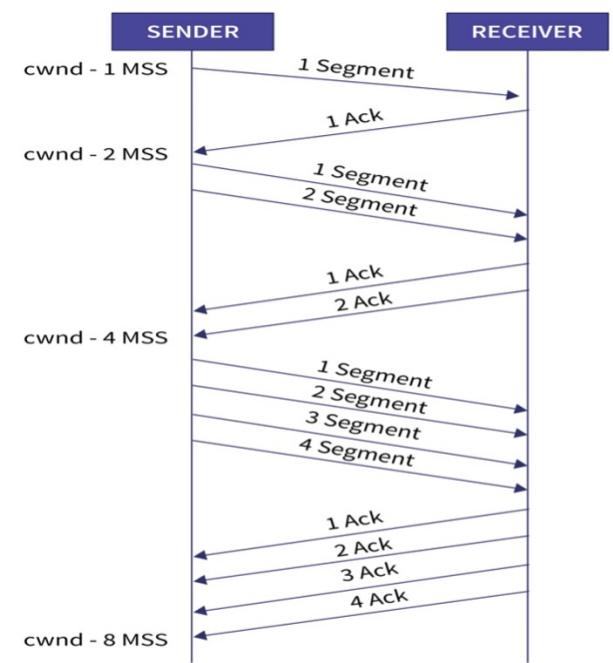 SENDER
RECEIVER
cwnd - 1 MSS
1 Segment
1 Ack
cwnd - 2 MSS
1 Segment
2 Segment
1 Ack
2 Ack
cwnd - 4 MSS
1 Segment
2 Segment
3 Segment
4 Segment
1 Ack
2 Ack
3 Ack
4 Ack
cwnd - 8 MSS